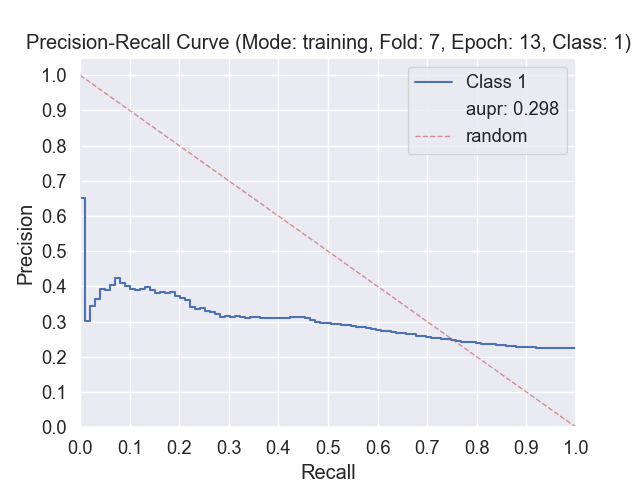 Precision-Recall Curve (Mode: training, Fold: 7, Epoch: 13, Class: 1)
Class 1
aupr: 0.298
random
Precision
1.0
0.9
0.8
0.7
0.6
0.5
0.4
0.3
0.2
0.1
0.0
0.0 0.1 0.2 0.3 0.4 0.5 0.6 0.7 0.8 0.9 1.0
Recall